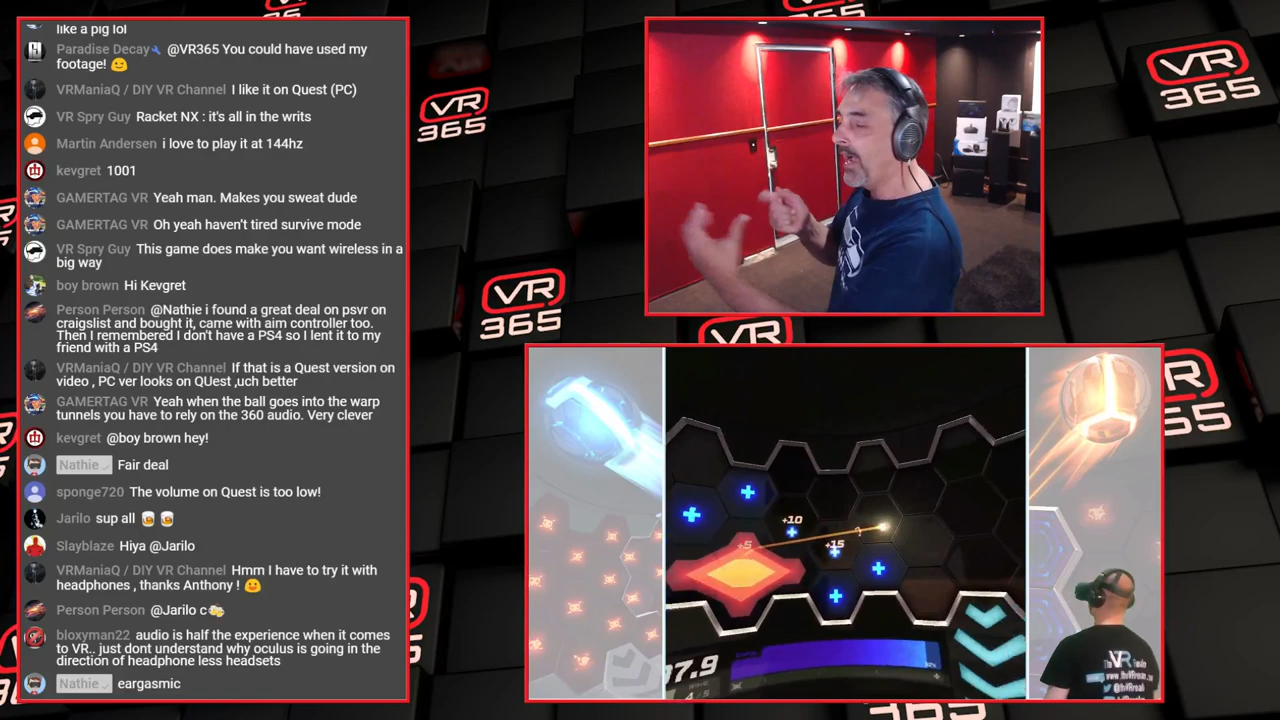 like a pig lol
Paradise Decay @VR365 You could have used my
footage!
VRManiaQ / DIY VR Channel I like it on Quest (PC)
VR Spry Guy Racket NX : it's all in the writs
Martin Andersen i love to play it at 144hz
kevgret 1001
GAMERTAG VR Yeah man. Makes you sweat dude
GAMERTAG VR Oh yeah haven't tired survive mode
VR Spry Guy This game does make you want wireless in a
big way
boy brown Hi Kevgret
Person Person @Nathie i found a great deal on psvr on
craigslist and bought it, came with aim controller too.
Then I remembered I don't have a PS4 so I lent it to my
friend with a PS4
VRManiaQ / DIY VR Channel If that is a Quest version on
video , PC ver looks on QUest ,uch better
GAMERTAG VR Yeah when the ball goes into the warp
tunnels you have to rely on the 360 audio. Very clever
kevgret @boy brown hey!
Nathie Fair deal
sponge720 The volume on Quest is too low!
Jarilo sup all
Slayblaze Hiya @Jarilo
VRManiaQ / DIY VR Channel Hmm I have to try it with
headphones , thanks Anthony !
Person Person @Jarilo c
bloxyman22 audio is half the experience when it comes
to VR.. just dont understand why oculus is going in the
direction of headphone less headsets
Nathie eargasmic
VR
365
VR
365
VR
365
+10
+5
+15
?
97.9
4/5
VR
www.thevrrealm